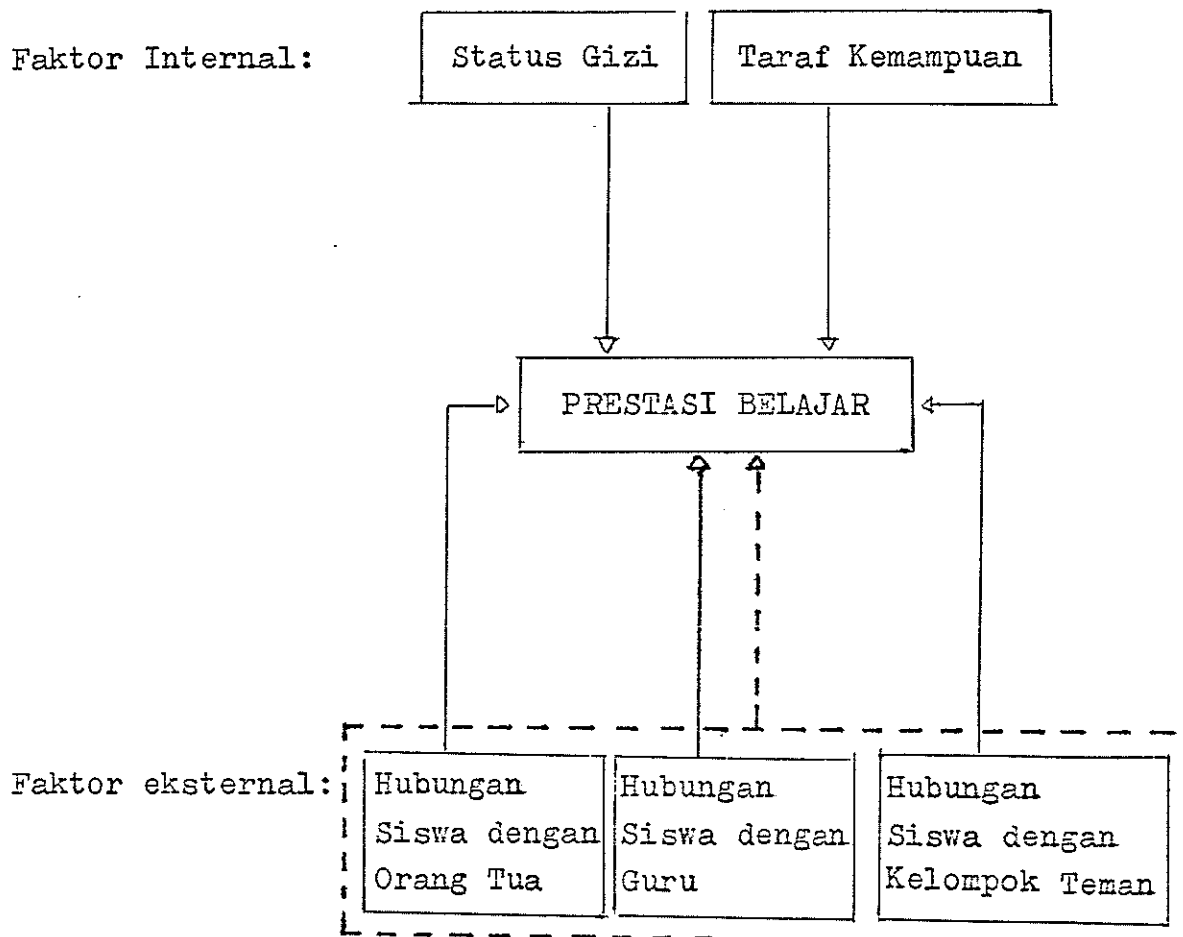 Faktor Internal:
Status Gizi
Taraf Kemampuan
PRESTASI BELAJAR
Faktor eksternal:
Hubungan
Siswa dengan
Orang Tua
Hubungan
Siswa dengan
Guru
Hubungan
Siswa dengan
Kelompok Teman